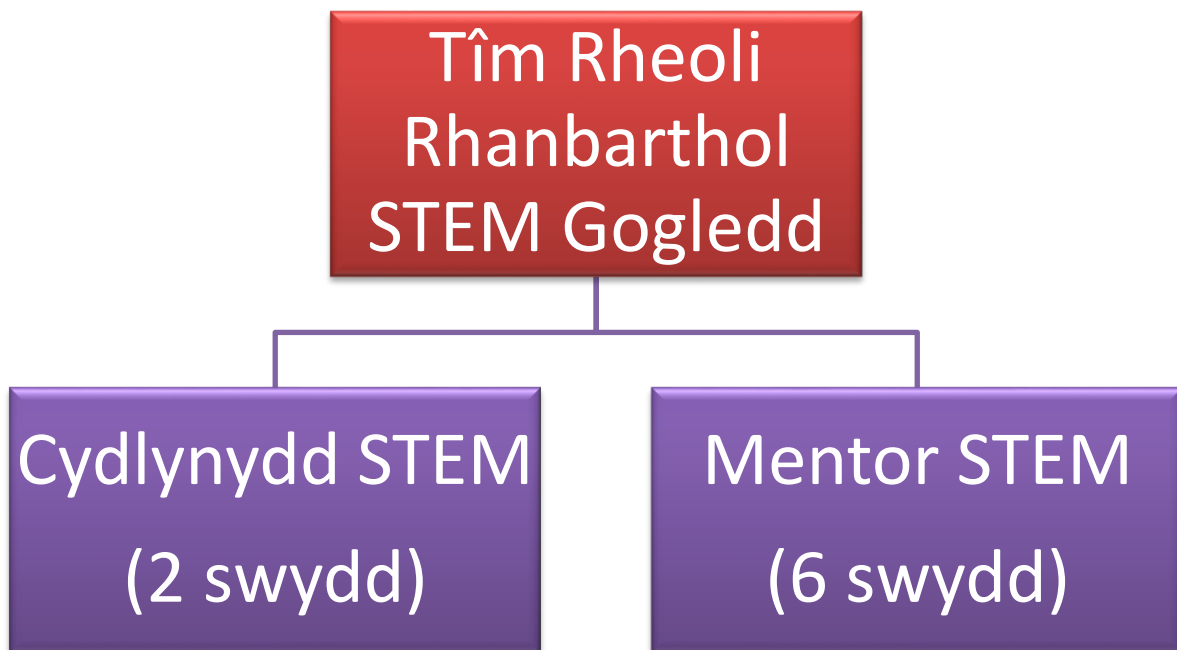 Tîm Rheoli
Rhanbarthol
STEM Gogledd
Cydlynydd STEM
(2 swydd)
Mentor STEM
(6 swydd)